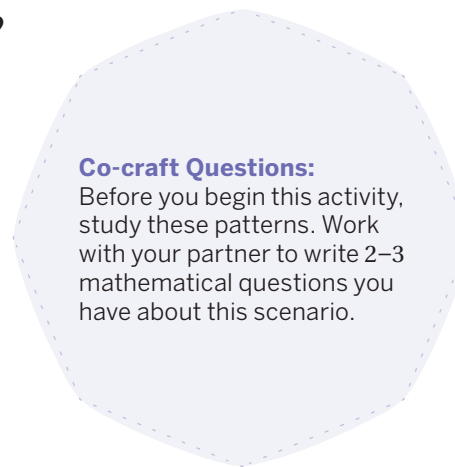 Co-craft Questions:
Before you begin this activity,
study these patterns. Work
with your partner to write 2–3
mathematical questions you
have about this scenario.